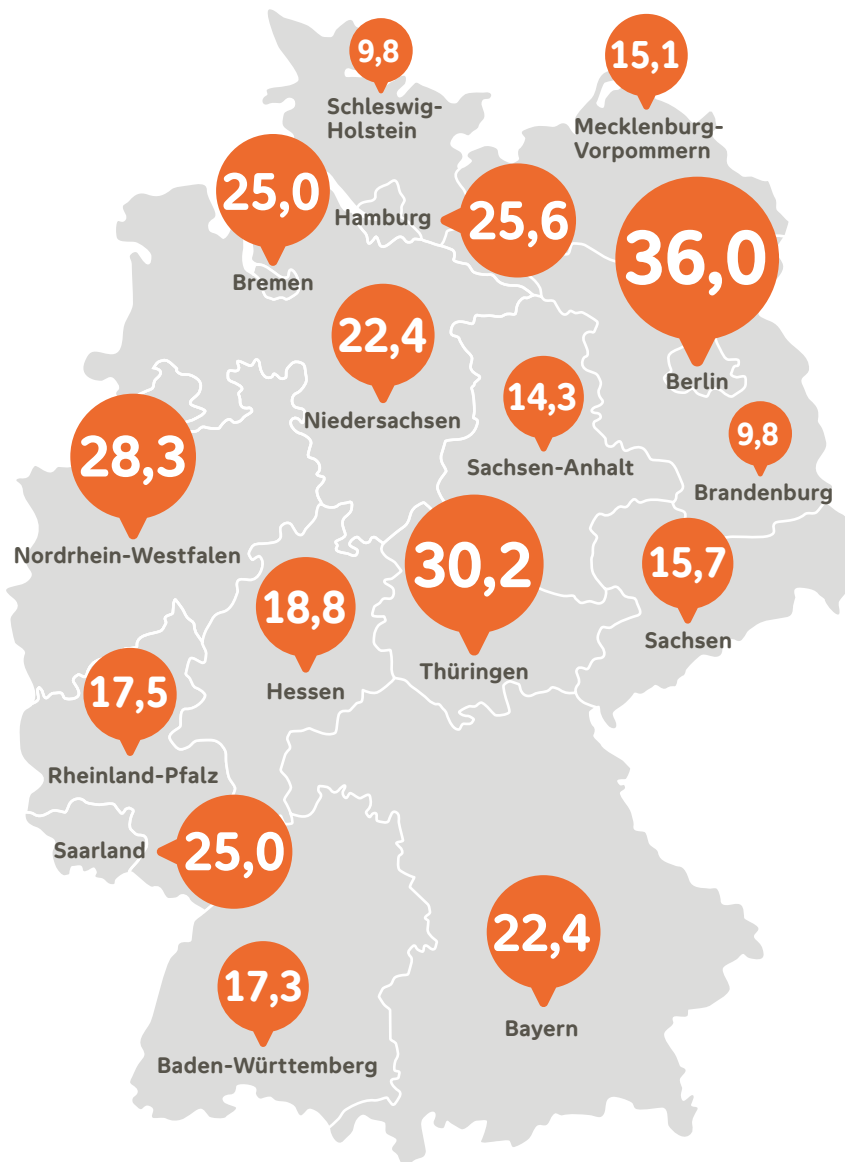 9,8
Schleswig-
Holstein
15,1
Mecklenburg-
Vorpommern
25,0
Bremen
Hamburg
25,6
36,0
Berlin
22,4
Niedersachsen
14,3
Sachsen-Anhalt
9,8
Brandenburg
28,3
Nordrhein-Westfalen
18,8
Hessen
30,2
Thüringen
15,7
Sachsen
17,5
Rheinland-Pfalz
Saarland
25,0
22,4
Bayern
17,3
Baden-Württemberg